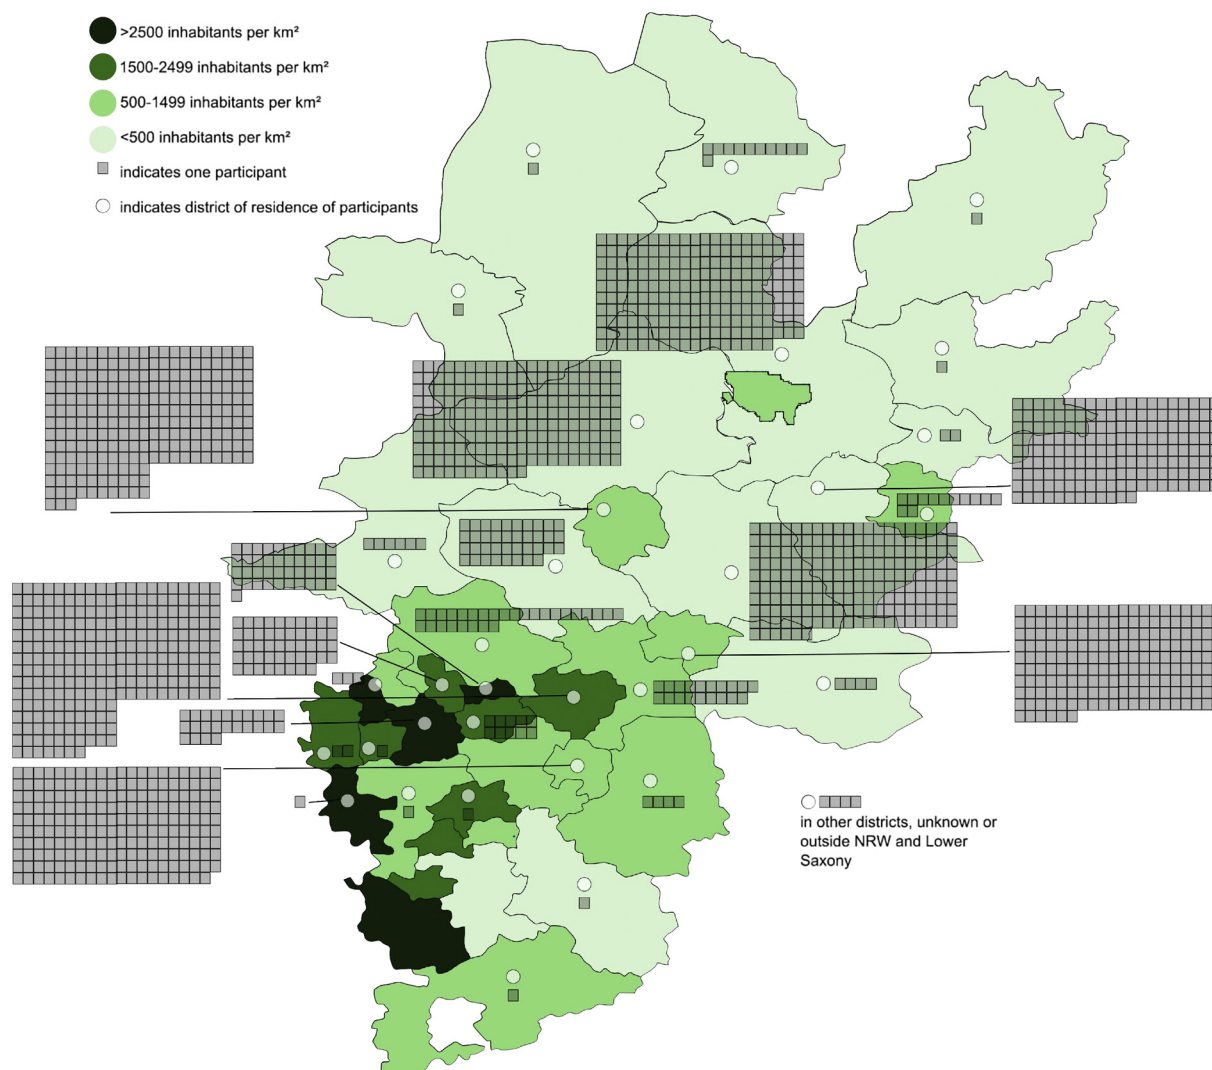 >2500 inhabitants per km²
1500-2499 inhabitants per km²
500-1499 inhabitants per km²
<500 inhabitants per km²
indicates one participant
indicates district of residence of participants
in other districts, unknown or
outside NRW and Lower
Saxony